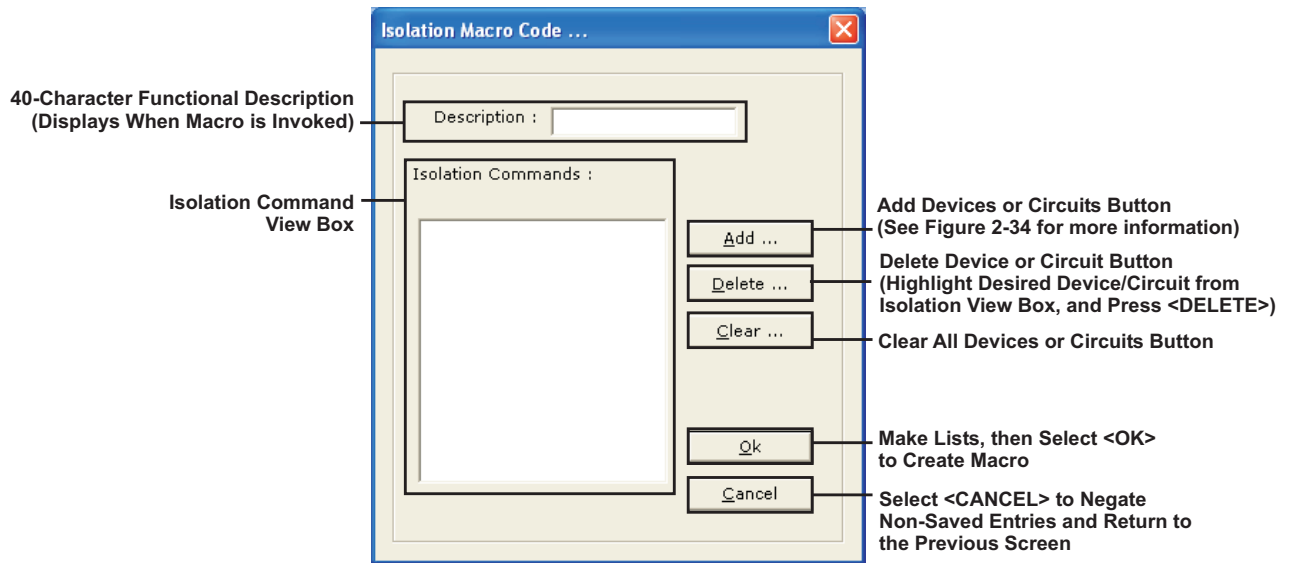 Isolation Macro Code ...
40-Character Functional Description
(Displays When Macro is Invoked)
Description :
Isolation Commands :
Isolation Command
View Box
Add ...
Add Devices or Circuits Button
(See Figure 2-34 for more information)
Delete ...
Delete Device or Circuit Button
(Highlight Desired Device/Circuit from
Isolation View Box, and Press <DELETE>)
Clear ...
Clear All Devices or Circuits Button
Ok
Make Lists, then Select <OK>
to Create Macro
Cancel
Select <CANCEL> to Negate
Non-Saved Entries and Return to
the Previous Screen